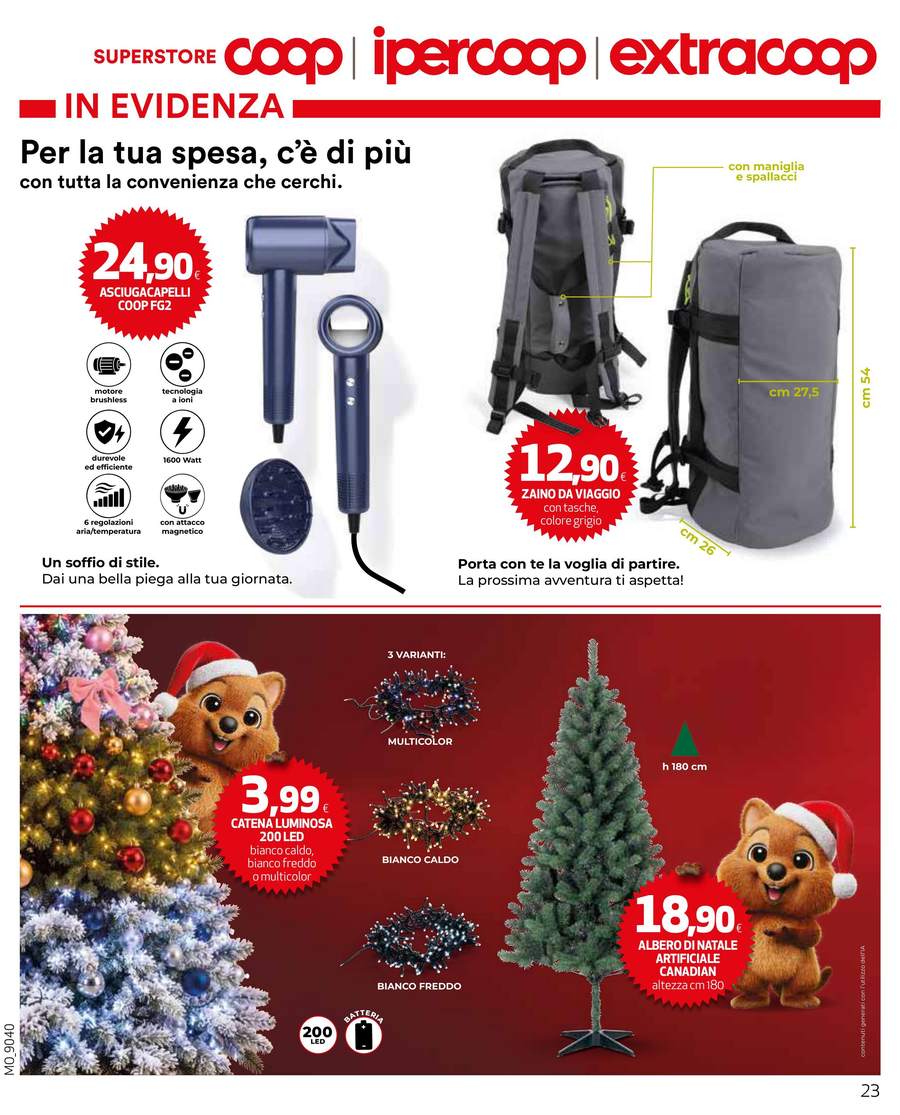 SUPERSTORE coop | ipercoop | extracoop
IN EVIDENZA
Per la tua spesa, c'è di più
con tutta la convenienza che cerchi.
24,90€
ASCIUGACAPELLI
COOP FG2
motore
brushless
tecnologia
a ioni
durevole
ed efficiente
1600 Watt
6 regolazioni
aria/temperatura
con attacco
magnetico
Un soffio di stile.
Dai una bella piega alla tua giornata.
con maniglia
e spallacci
cm 27,5
cm 54
cm 26
12,90€
ZAINO DA VIAGGIO
con tasche,
colore grigio
Porta con te la voglia di partire.
La prossima avventura ti aspetta!
3,99€
CATENA LUMINOSA
200 LED
bianco caldo,
bianco freddo
o multicolor
3 VARIANTI:
MULTICOLOR
BIANCO CALDO
BIANCO FREDDO
200
LED
BATTERIA
h 180 cm
18,90€
ALBERO DI NATALE
ARTIFICIALE
CANADIAN
altezza cm 180
contenuti generati con l'utilizzo dell'IA
MO_9040
23